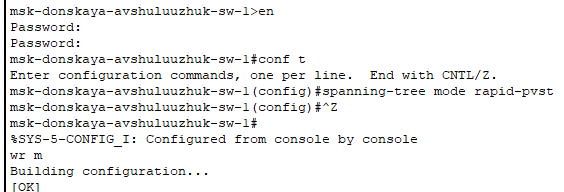 msk-donskaya-avshuluuzhuk-sw-1>en
Password:
Password:
msk-donskaya-avshuluuzhuk-sw-1#conf t
Enter configuration commands, one per line.  End with CNTL/Z.
msk-donskaya-avshuluuzhuk-sw-1(config)#spanning-tree mode rapid-pvst
msk-donskaya-avshuluuzhuk-sw-1(config)#^Z
msk-donskaya-avshuluuzhuk-sw-1#
%SYS-5-CONFIG_I: Configured from console by console
wr m
Building configuration...
[OK]